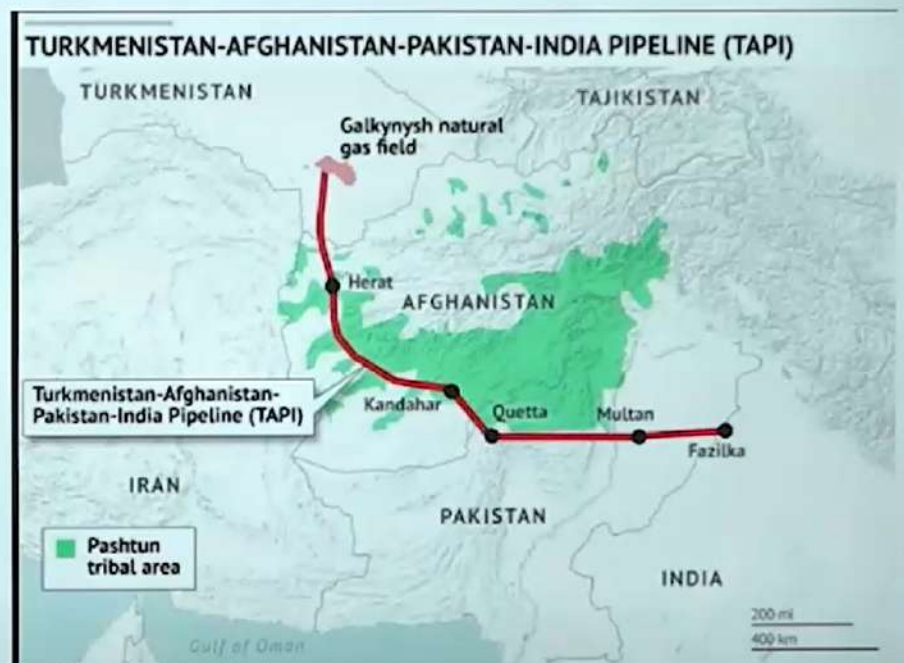 TURKMENISTAN-AFGHANISTAN-PAKISTAN-INDIA PIPELINE (TAPI)
TURKMENISTAN
TAJIKISTAN
Galkynysh natural
gas field
Herat
AFGHANISTAN
Turkmenistan-Afghanistan-
Pakistan-India Pipeline (TAPI)
Kandahar
Quetta
Multan
Fazilka
IRAN
PAKISTAN
Pashtun
tribal area
INDIA
200 mi
400 km
Gulf of Oman